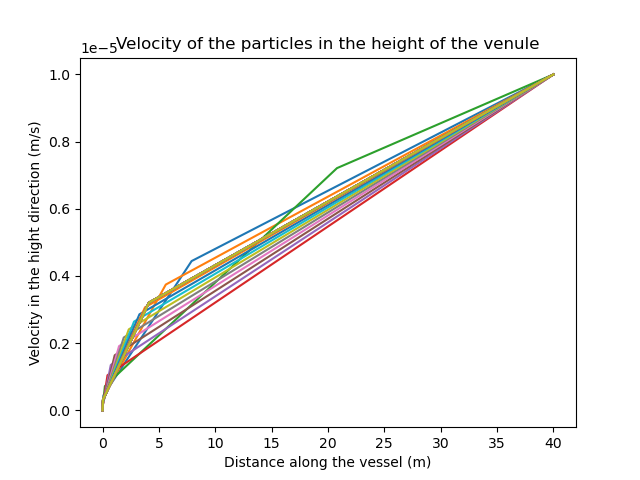 Velocity of the particles in the height of the venule
1e−5
1.0
0.8
0.6
0.4
0.2
0.0
Velocity in the hight direction (m/s)
0 5 10 15 20 25 30 35 40
Distance along the vessel (m)